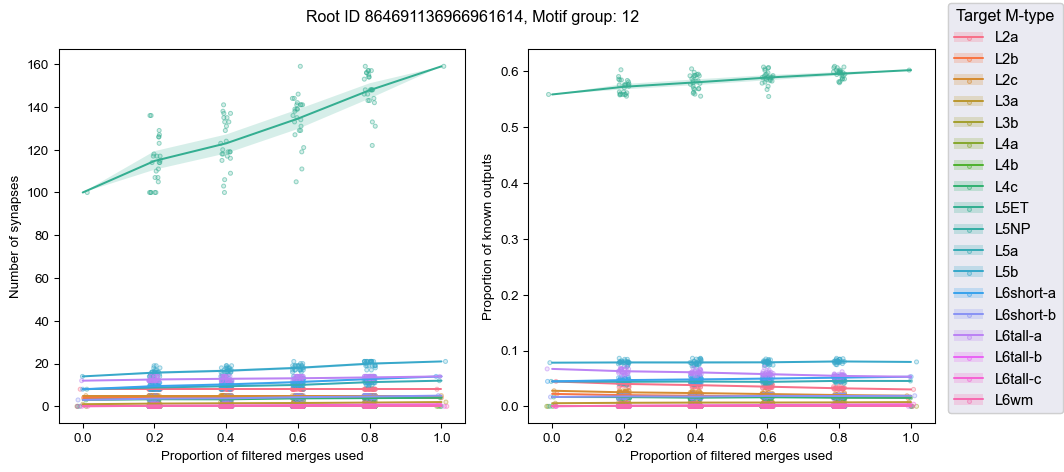 Root ID 864691136966961614, Motif group: 12
160
140
120
100
80
60
40
20
0
Number of synapses
0.0 0.2 0.4 0.6 0.8 1.0
Proportion of filtered merges used
0.6
0.5
0.4
0.3
0.2
0.1
0.0
Proportion of known outputs
0.0 0.2 0.4 0.6 0.8 1.0
Proportion of filtered merges used
Target M-type
L2a
L2b
L2c
L3a
L3b
L4a
L4b
L4c
L5ET
L5NP
L5a
L5b
L6short-a
L6short-b
L6tall-a
L6tall-b
L6tall-c
L6wm